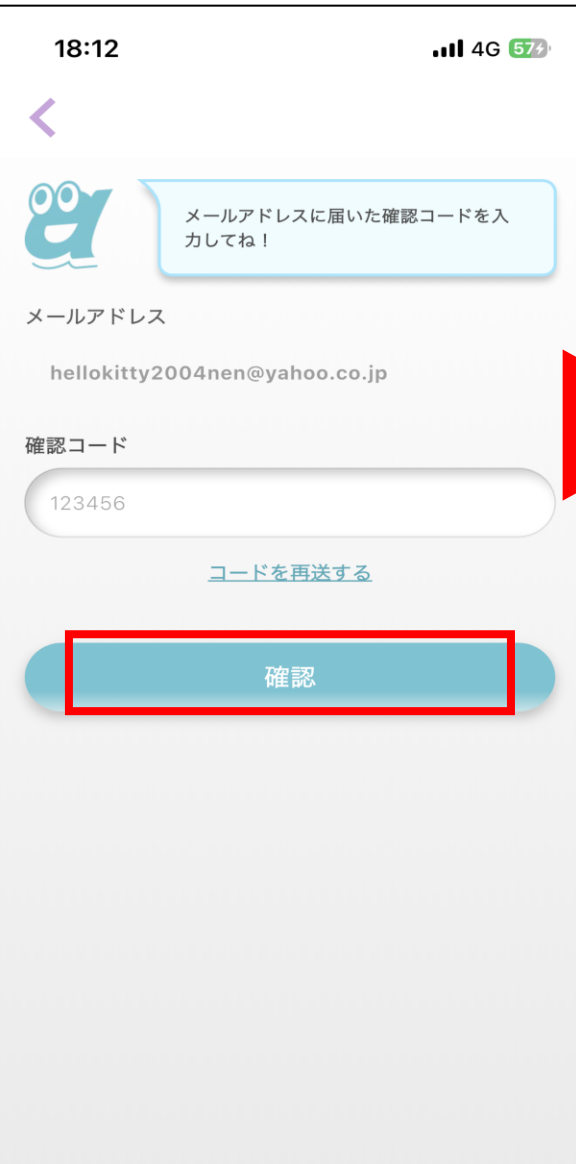 18:12
4G 57
メールアドレスに届いた確認コードを入
力してね!
メールアドレス
hellokitty2004nen@yahoo.co.jp
確認コード
123456
コードを再送する
確認